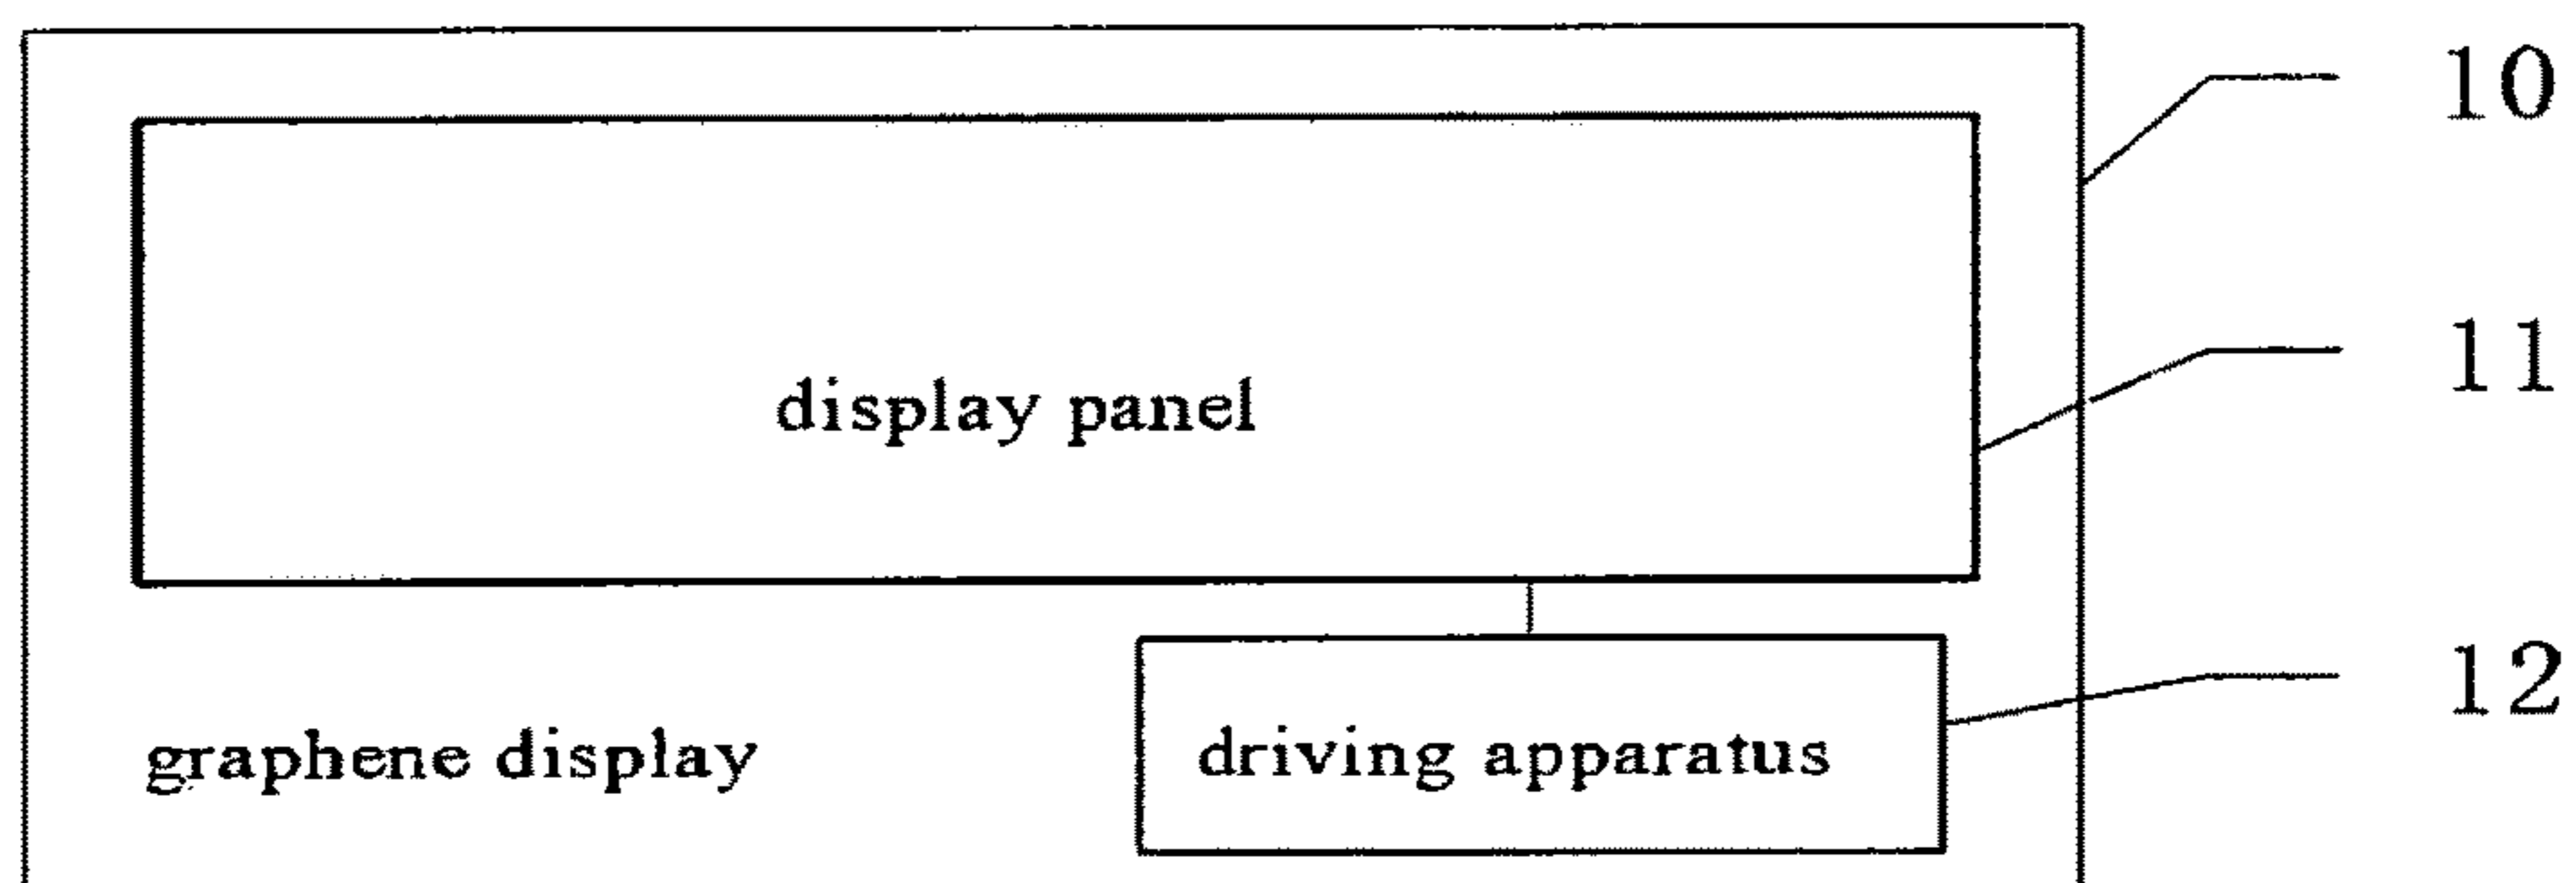 10
11
display panel
12
graphene display
driving apparatus